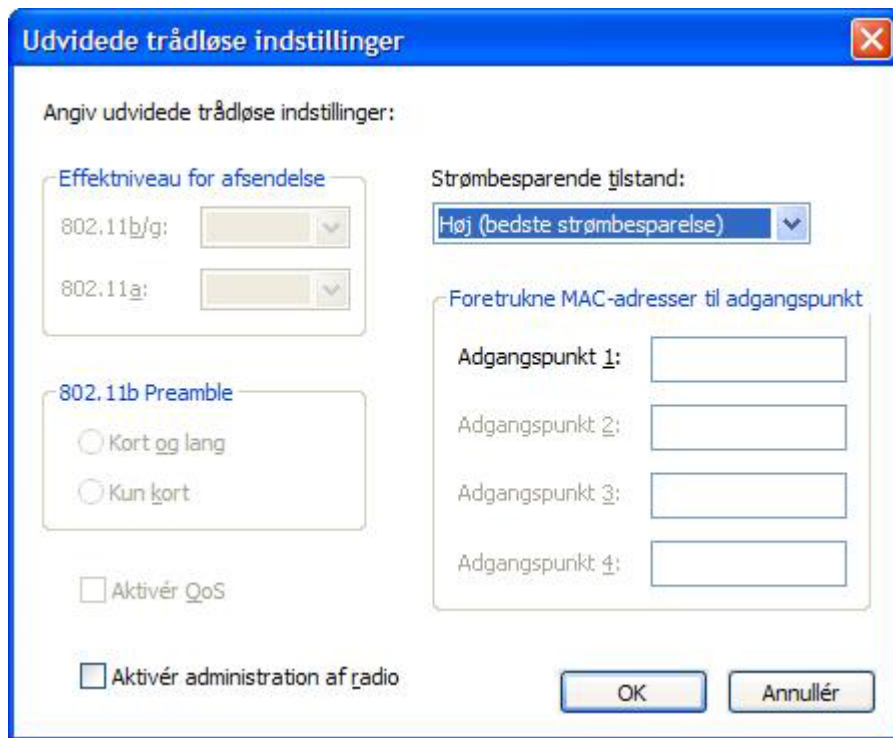 Udvidede trådløse indstillinger
Angiv udvidede trådløse indstillinger:
Effektniveau for afsendelse
802.11b/g:
802.11a:
802.11b Preamble
Kort og lang
Kun kort
Aktivér QoS
Aktivér administration af radio
Strømbesparende tilstand:
Høj (bedste strømbesparelse)
Foretrukne MAC-adresser til adgangspunkt
Adgangspunkt 1:
Adgangspunkt 2:
Adgangspunkt 3:
Adgangspunkt 4:
OK
Annullér